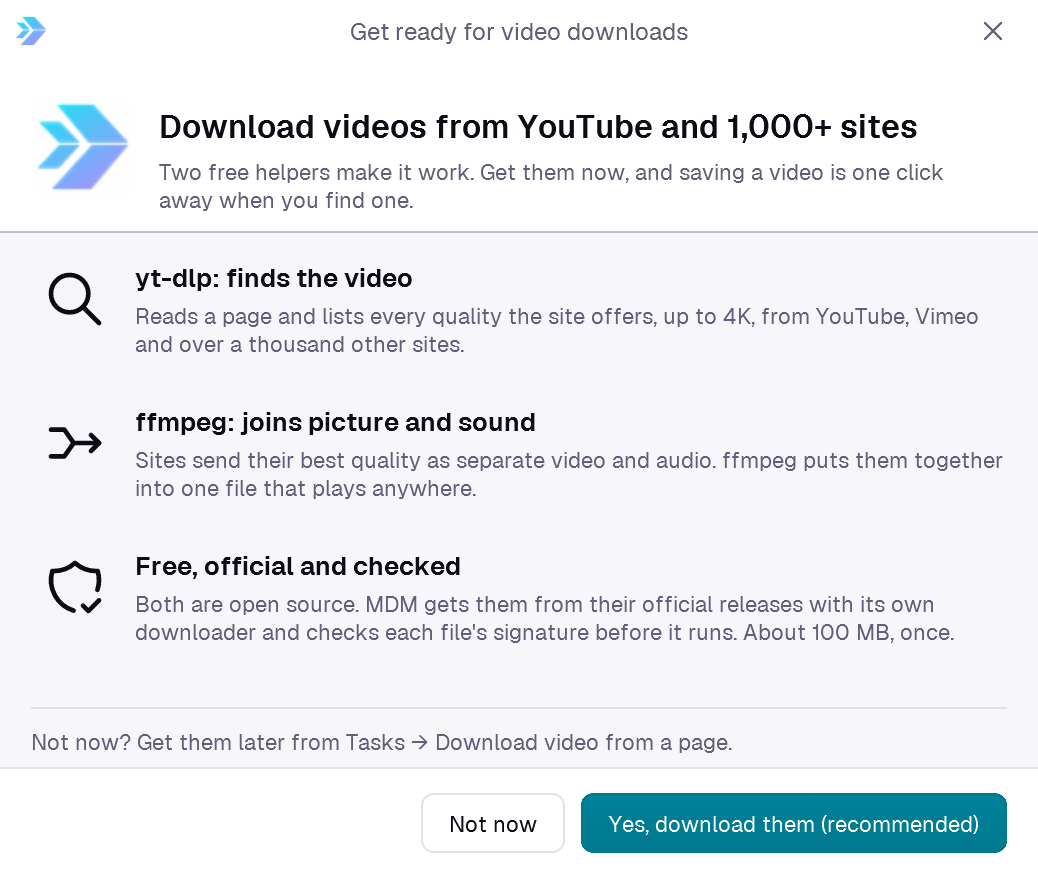 Get ready for video downloads
Download videos from YouTube and 1,000+ sites
Two free helpers make it work. Get them now, and saving a video is one click
away when you find one.
yt-dlp: finds the video
Reads a page and lists every quality the site offers, up to 4K, from YouTube, Vimeo
and over a thousand other sites.
ffmpeg: joins picture and sound
Sites send their best quality as separate video and audio. ffmpeg puts them together
into one file that plays anywhere.
Free, official and checked
Both are open source. MDM gets them from their official releases with its own
downloader and checks each file's signature before it runs. About 100 MB, once.
Not now? Get them later from Tasks → Download video from a page.
Not now
Yes, download them (recommended)